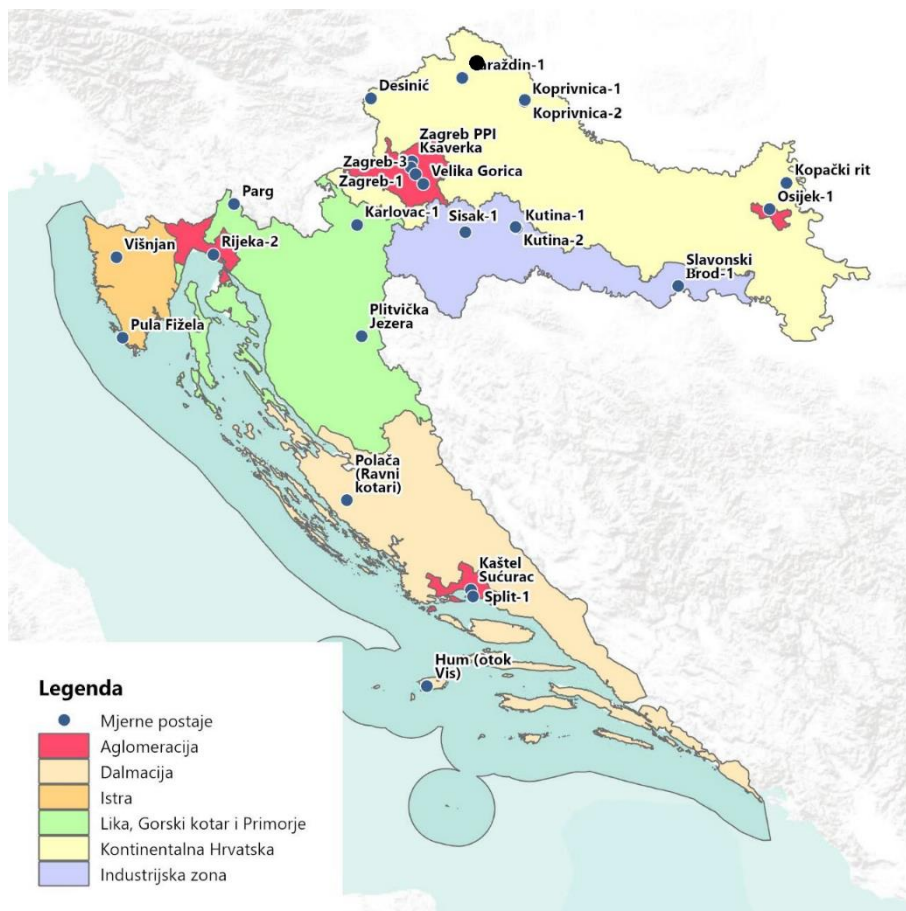 araždin-1
Desinić
Koprivnica-1
Koprivnica-2
Zagreb PPI
Ksaverka
Zagreb-3
Velika Gorica
Zagreb-1
Kopački rit
Osijek-1
Parg
Karlovac-1
Sisak-1
Kutina-1
Kutina-2
Višnjan
Rijeka-2
Slavonski
Brod-1
Pula Fižela
Plitvička
Jezera
Polača
(Ravni
kotari)
Kaštel
Sućurac
Split-1
Hum (otok
Vis)
Legenda
Mjerne postaje
Aglomeracija
Dalmacija
Istra
Lika, Gorski kotar i Primorje
Kontinentalna Hrvatska
Industrijska zona